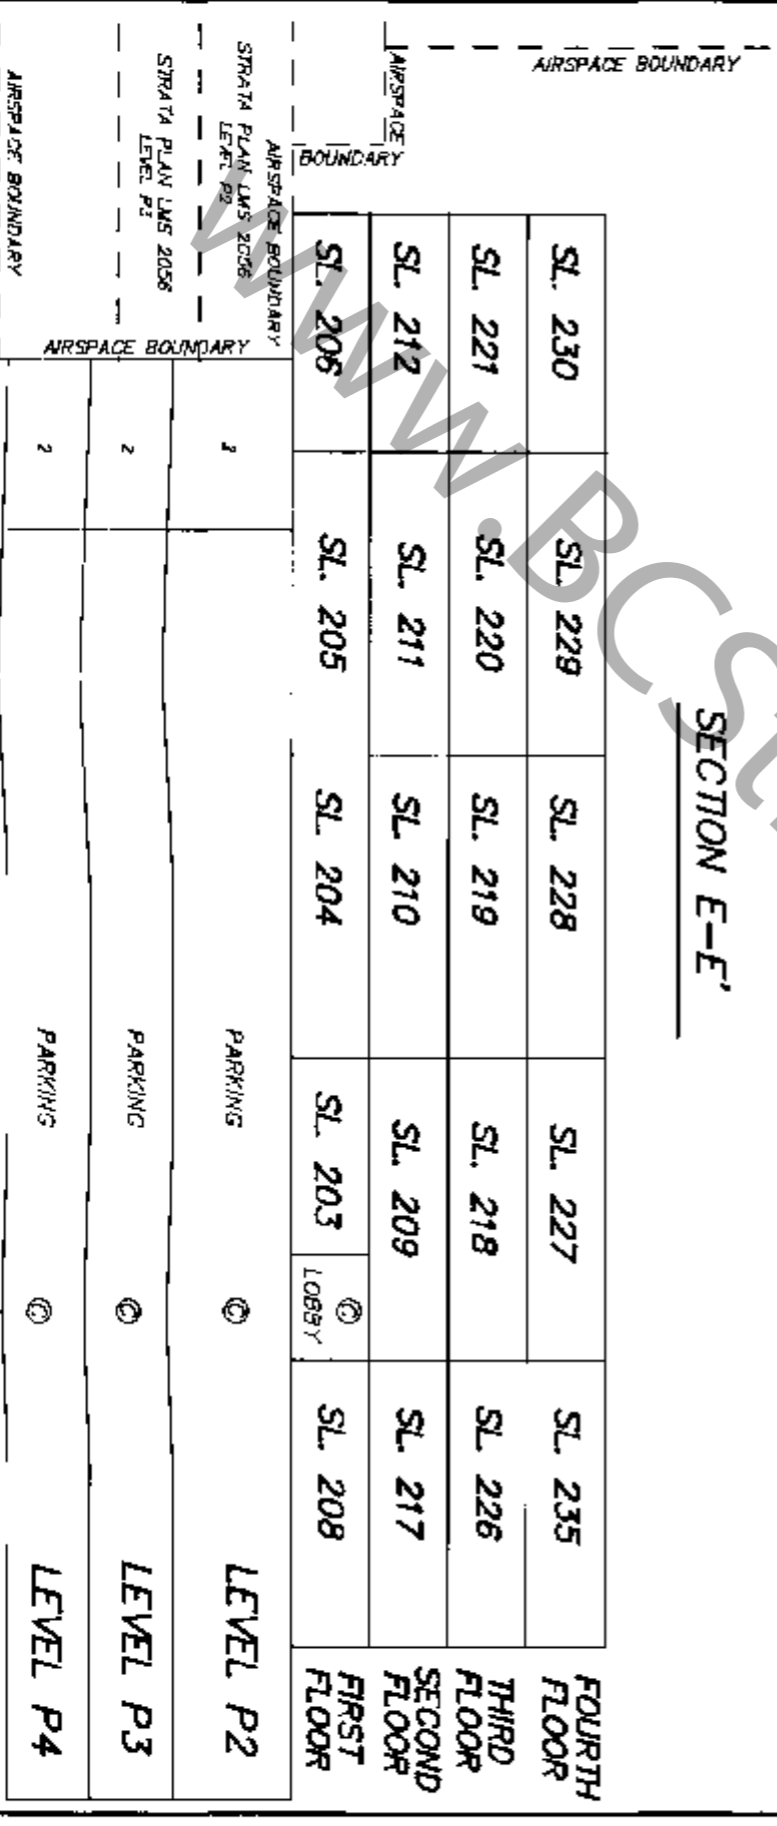 SECTION E-E'
AIRSPACE BOUNDARY
AIRSPACE
BOUNDARY
SL. 230 SL. 229 SL. 228 SL. 227 SL. 235 FOURTH FLOOR
SL. 221 SL. 220 SL. 219 SL. 218 SL. 226 THIRD FLOOR
SL. 212 SL. 211 SL. 210 SL. 209 SL. 217 SECOND FLOOR
SL. 206 SL. 205 SL. 204 SL. 203 © LOBBY SL. 208 FIRST FLOOR
AIRSPACE BOUNDARY
STRATA PLAN LMS 2056
LEVEL P2
2 PARKING © LEVEL P2
STRATA PLAN LMS 2056
LEVEL P3
2 PARKING © LEVEL P3
AIRSPACE BOUNDARY
2 PARKING © LEVEL P4
AIRSPACE BOUNDARY
www.BCSt